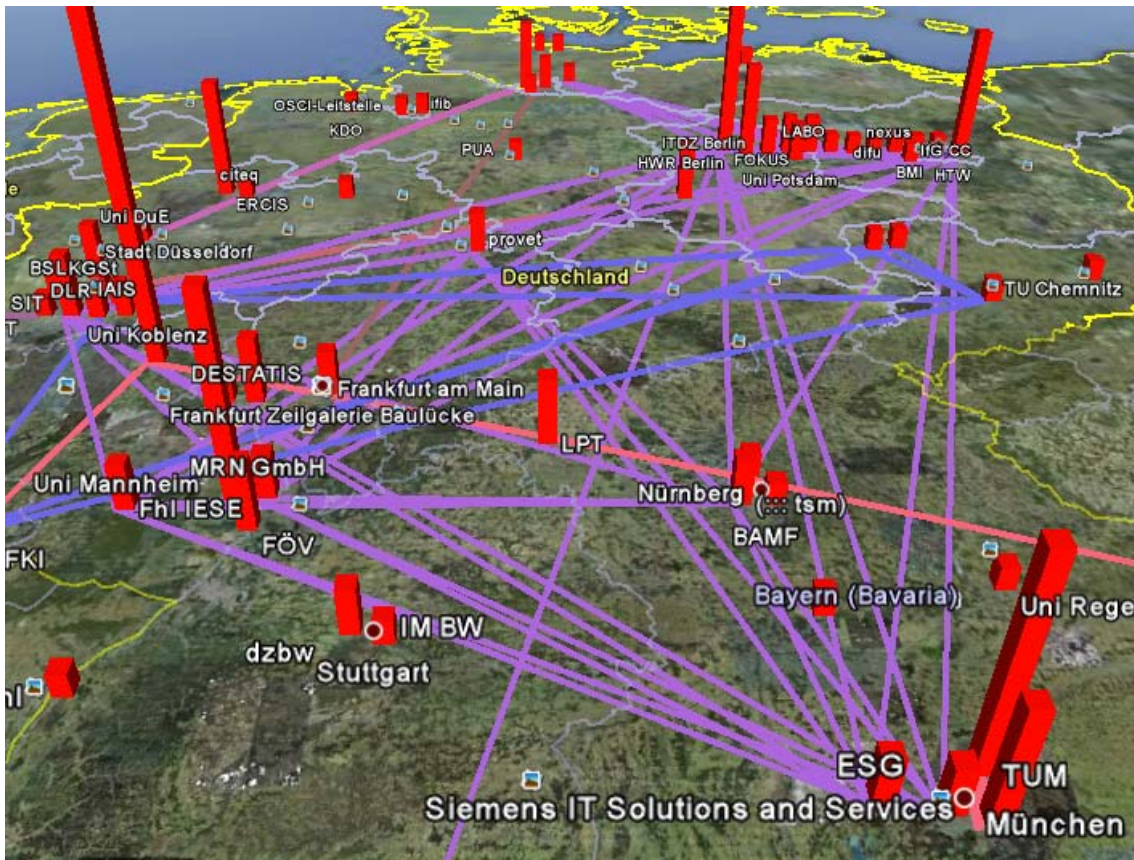 OSCI-Leitstelle
ifib
KDO
PUA
ITDZ Berlin
LABO
nexus
HWR Berlin
FOKUS
difu
IfG CC
Uni Potsdam
BMI
HTW
citeq
ERCIS
Uni DuE
Stadt Düsseldorf
provet
BSLKGSt
Deutschland
SIT
DLR-IAIS
TU Chemnitz
T
Uni Koblenz
DESTATIS
Frankfurt am Main
Frankfurt Zeilgalerie Baulücke
LPT
MRN GmbH
Uni Mannheim
Nürnberg
FhI IESE
(::: tsm)
FÖV
BAMF
FKI
Bayern (Bavaria)
Uni Rege
IM BW
dzbw
Stuttgart
ESG
TUM
Siemens IT Solutions and Services
München